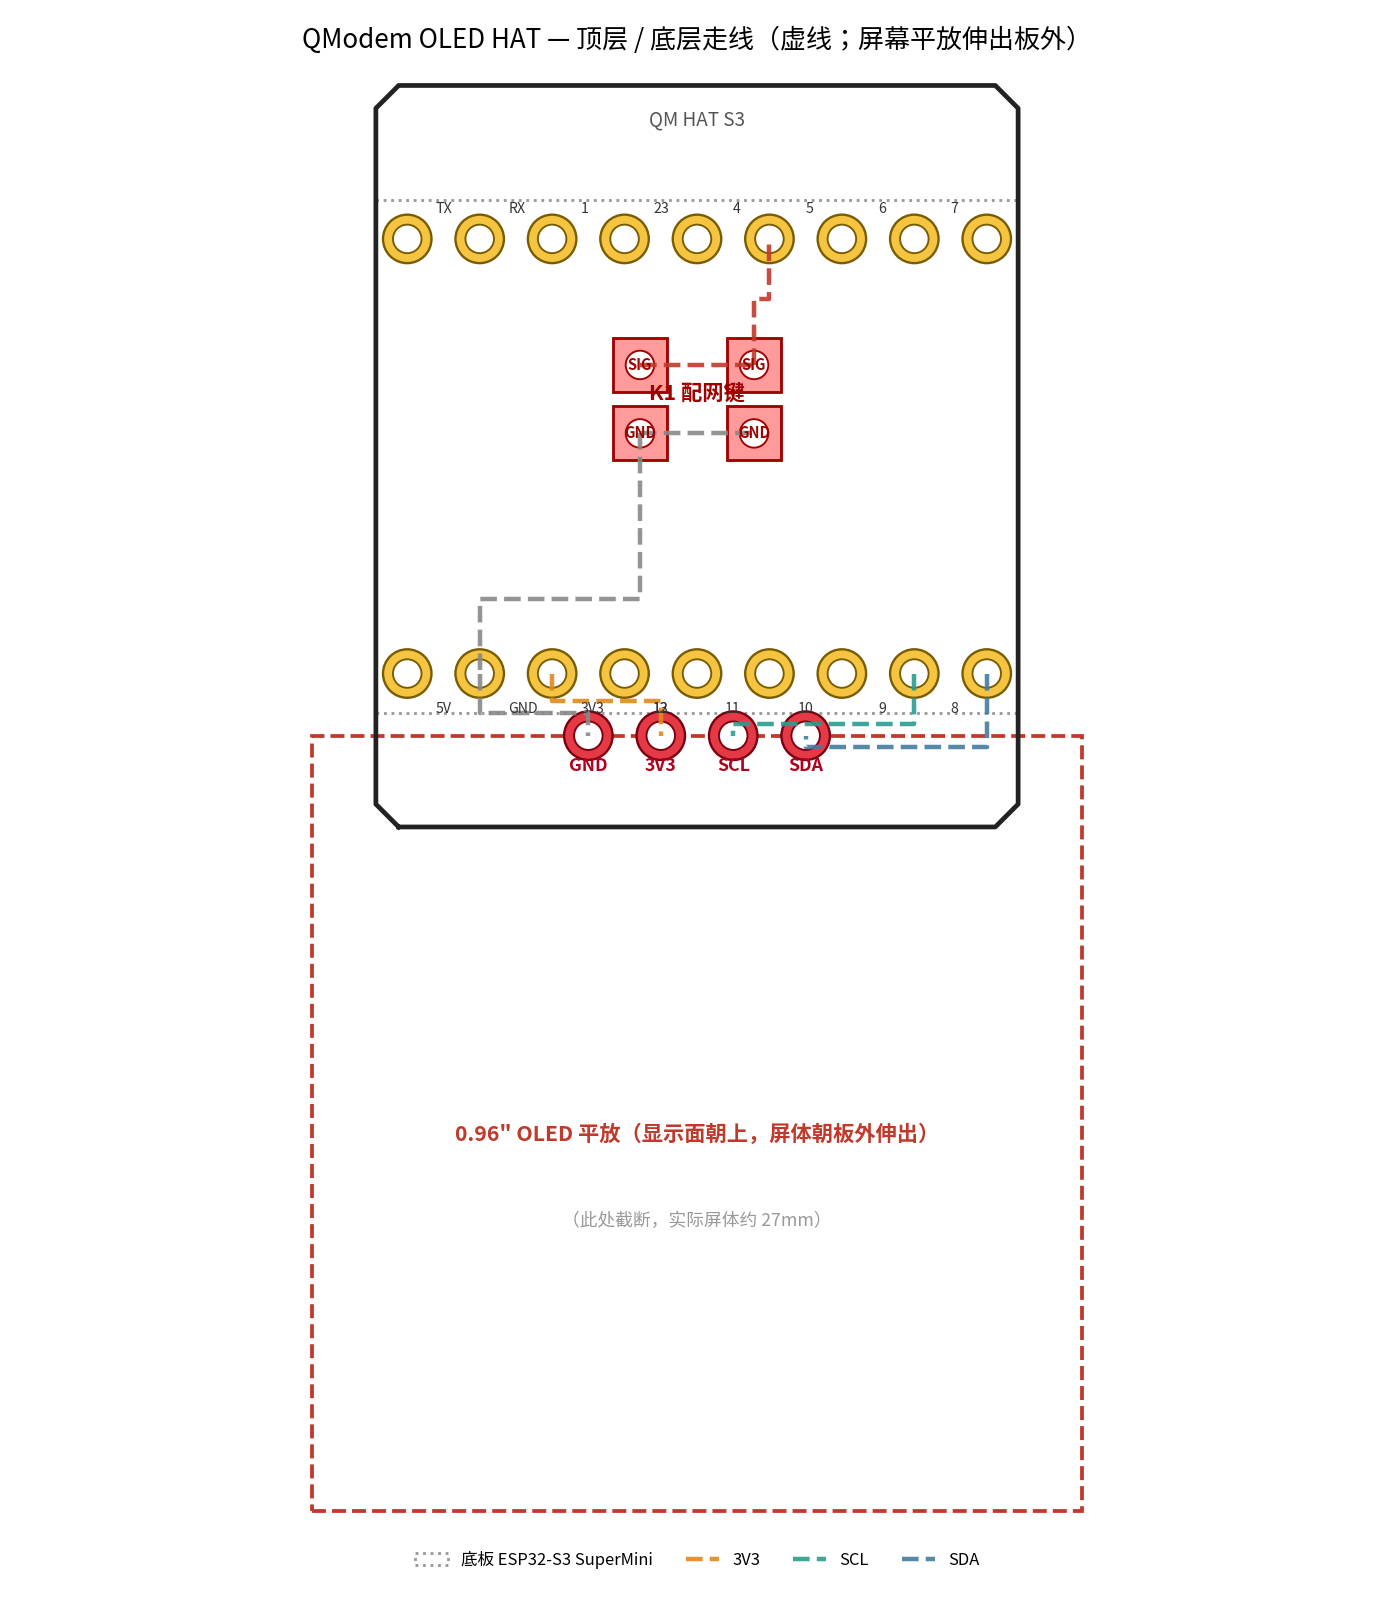 QModem OLED HAT — 顶层 / 底层走线（虚线；屏幕平放伸出板外）
QM HAT S3
TX RX 1 23 4 5 6 7
SIG SIG
K1 配网键
GND GND
5V GND 3V3 12 11 10 9 8
GND 3V3 SCL SDA
0.96" OLED 平放（显示面朝上，屏体朝板外伸出）
（此处截断，实际屏体约 27mm）
底板 ESP32-S3 SuperMini 3V3 SCL SDA